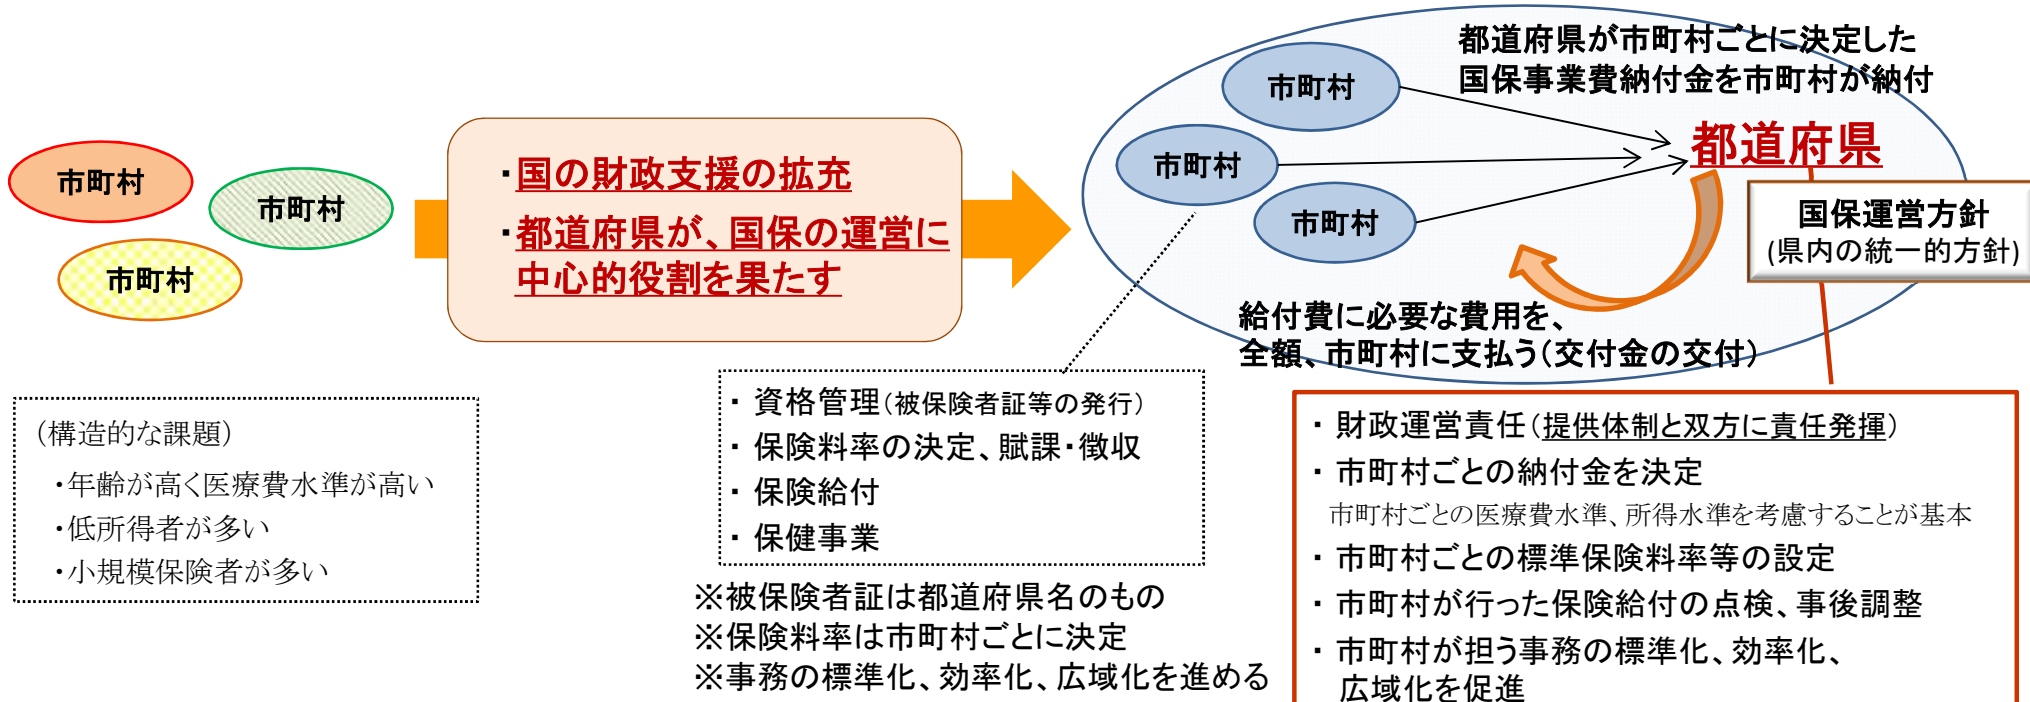 市町村
市町村
市町村
・国の財政支援の拡充
・都道府県が、国保の運営に
中心的役割を果たす
都道府県が市町村ごとに決定した
国保事業費納付金を市町村が納付
市町村
市町村
市町村
都道府県
国保運営方針
(県内の統一的方針)
給付費に必要な費用を、
全額、市町村に支払う(交付金の交付)
(構造的な課題)
・年齢が高く医療費水準が高い
・低所得者が多い
・小規模保険者が多い
・ 資格管理(被保険者証等の発行)
・ 保険料率の決定、賦課・徴収
・ 保険給付
・ 保健事業
※被保険者証は都道府県名のもの
※保険料率は市町村ごとに決定
※事務の標準化、効率化、広域化を進める
・ 財政運営責任(提供体制と双方に責任発揮)
・ 市町村ごとの納付金を決定
市町村ごとの医療費水準、所得水準を考慮することが基本
・ 市町村ごとの標準保険料率等の設定
・ 市町村が行った保険給付の点検、事後調整
・ 市町村が担う事務の標準化、効率化、
広域化を促進